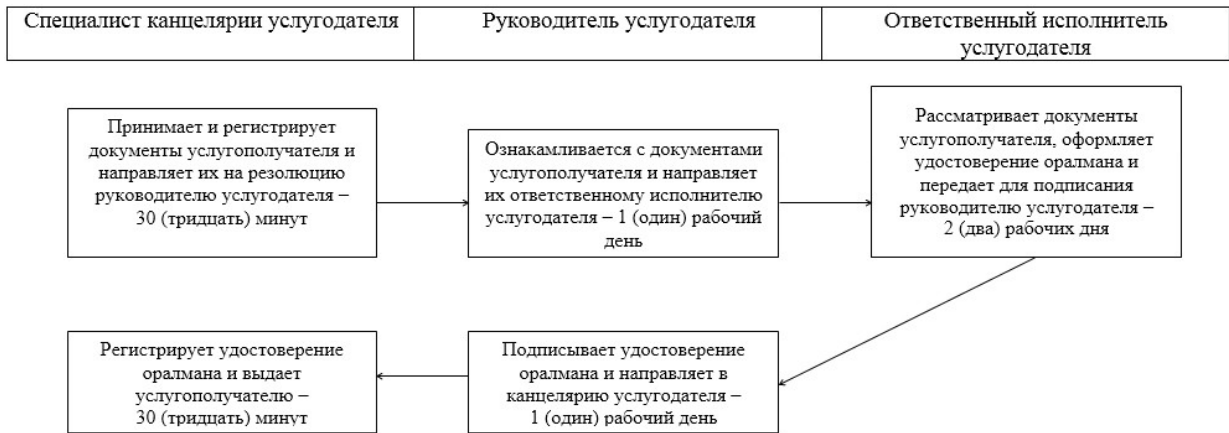 Специалист канцелярии услугодателя
Руководитель услугодателя
Ответственный исполнитель
услугодателя
Принимает и регистрирует
документы услугополучателя и
направляет их на резолюцию
руководителю услугодателя –
30 (тридцать) минут
Ознакамливается с документами
услугополучателя и направляет
их ответственному исполнителю
услугодателя – 1 (один) рабочий
день
Рассматривает документы
услугополучателя, оформляет
удостоверение оралмана и
передает для подписания
руководителю услугодателя –
2 (два) рабочих дня
Подписывает удостоверение
оралмана и направляет в
канцелярию услугодателя –
1 (один) рабочий день
Регистрирует удостоверение
оралмана и выдает
услугополучателю –
30 (тридцать) минут